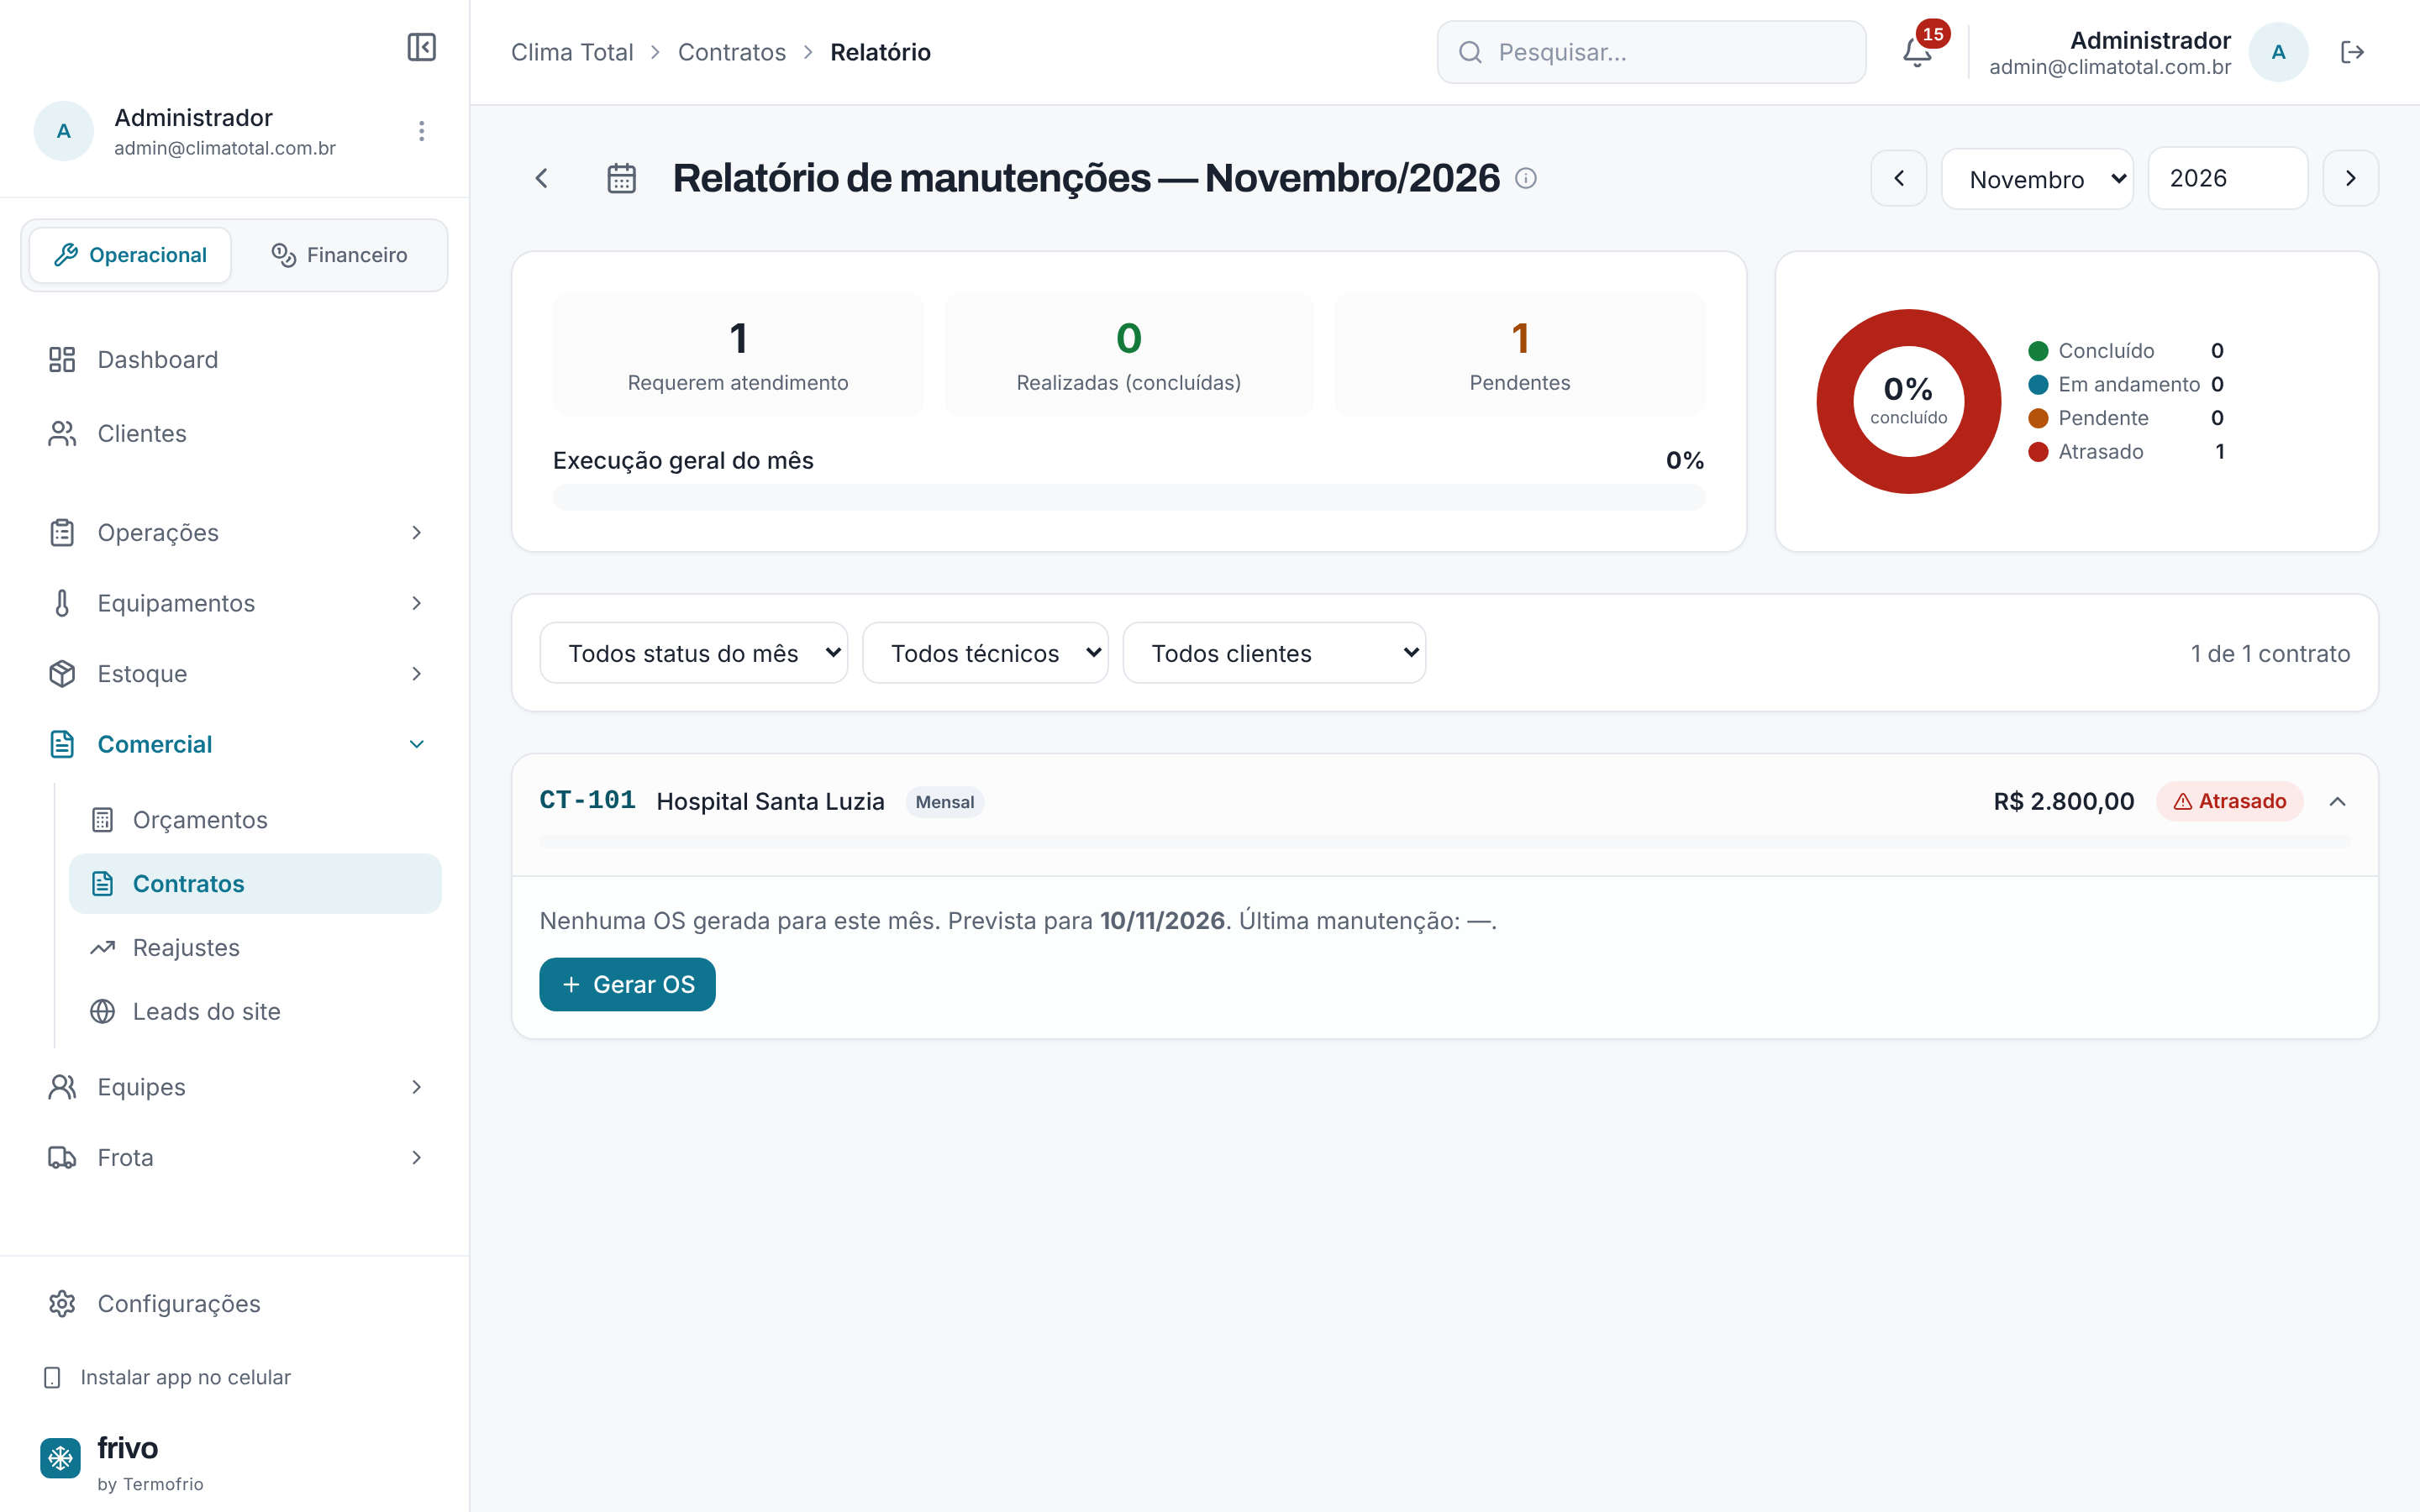 A
Administrador
admin@climatotal.com.br
Operacional
Financeiro
Dashboard
Clientes
Operações
Equipamentos
Estoque
Comercial
Orçamentos
Contratos
Reajustes
Leads do site
Equipes
Frota
Configurações
Instalar app no celular
frivo
by Termofrio
Clima Total > Contratos > Relatório
Pesquisar...
15
Administrador
admin@climatotal.com.br
A
Relatório de manutenções — Novembro/2026
Novembro
2026
1
Requerem atendimento
0
Realizadas (concluídas)
1
Pendentes
Execução geral do mês 0%
0%
concluído
Concluído 0
Em andamento 0
Pendente 0
Atrasado 1
Todos status do mês
Todos técnicos
Todos clientes
1 de 1 contrato
CT-101 Hospital Santa Luzia Mensal R$ 2.800,00 Atrasado
Nenhuma OS gerada para este mês. Prevista para 10/11/2026. Última manutenção: —.
+ Gerar OS